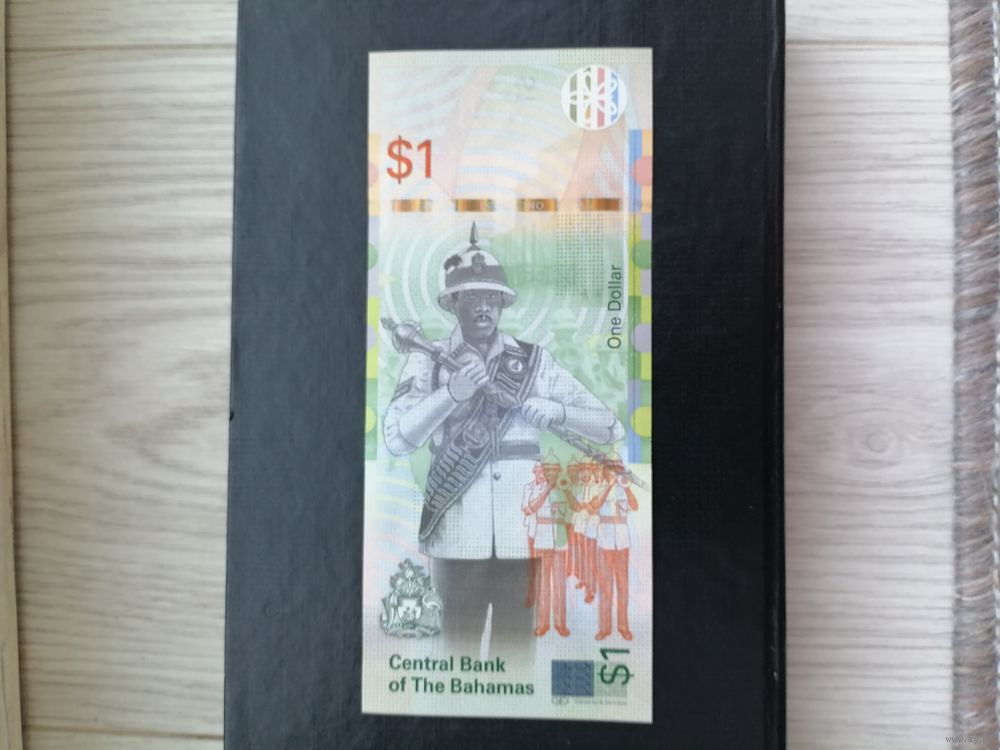 $1
One Dollar
Central Bank
of The Bahamas
$1